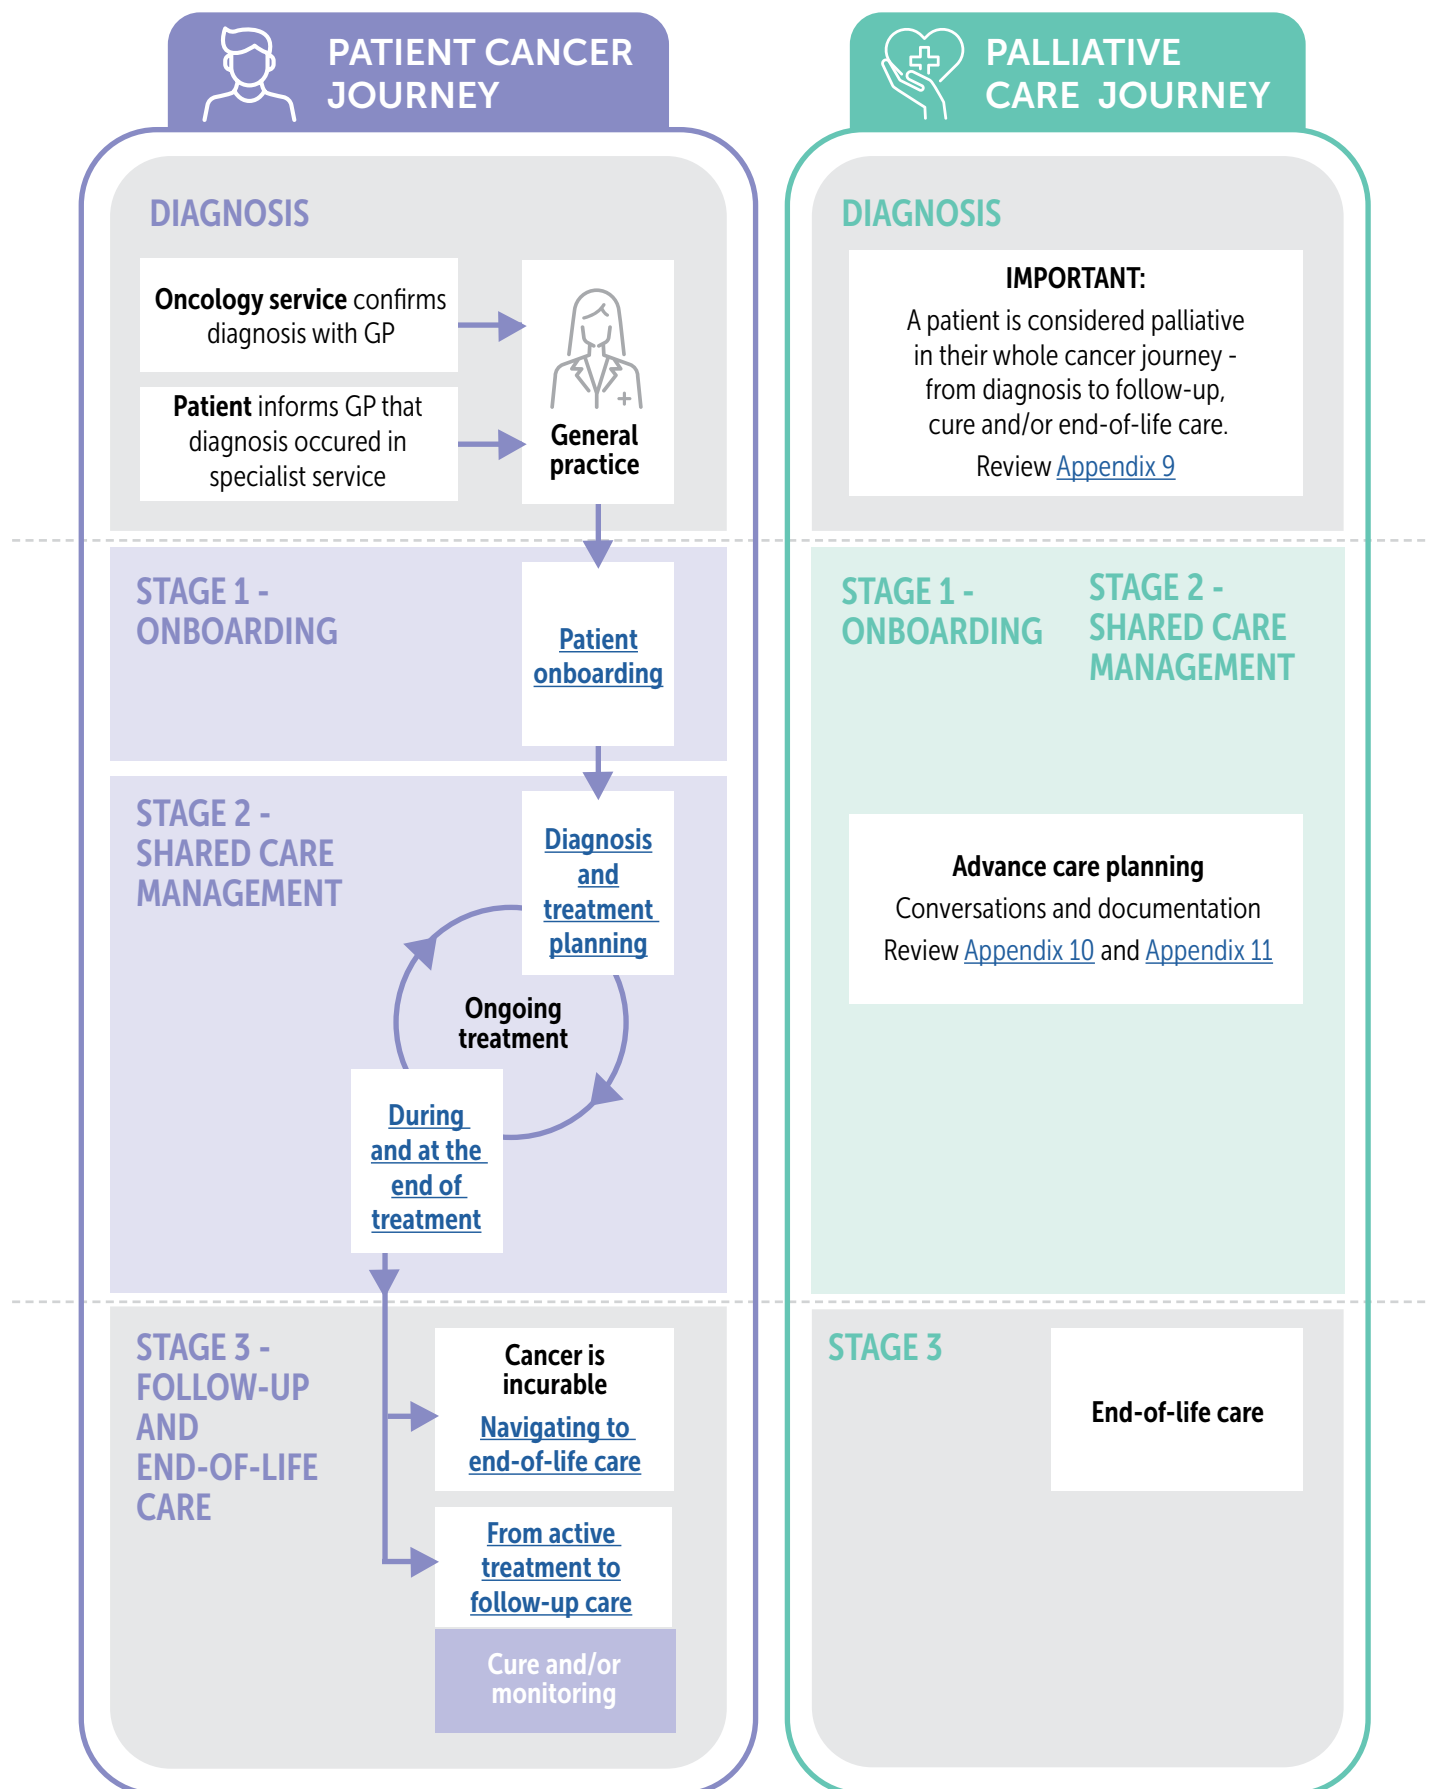 PATIENT CANCER
JOURNEY
DIAGNOSIS
Oncology service confirms
diagnosis with GP
Patient informs GP that
diagnosis occured in
specialist service
General
practice
STAGE 1 -
ONBOARDING
Patient
onboarding
STAGE 2 -
SHARED CARE
MANAGEMENT
Diagnosis
and
treatment
planning
Ongoing
treatment
During
and at the
end of
treatment
STAGE 3 -
FOLLOW-UP
AND
END-OF-LIFE
CARE
Cancer is
incurable
Navigating to
end-of-life care
From active
treatment to
follow-up care
Cure and/or
monitoring
PALLIATIVE
CARE JOURNEY
DIAGNOSIS
IMPORTANT:
A patient is considered palliative
in their whole cancer journey -
from diagnosis to follow-up,
cure and/or end-of-life care.
Review Appendix 9
STAGE 1 -
ONBOARDING
STAGE 2 -
SHARED CARE
MANAGEMENT
Advance care planning
Conversations and documentation
Review Appendix 10 and Appendix 11
STAGE 3
End-of-life care